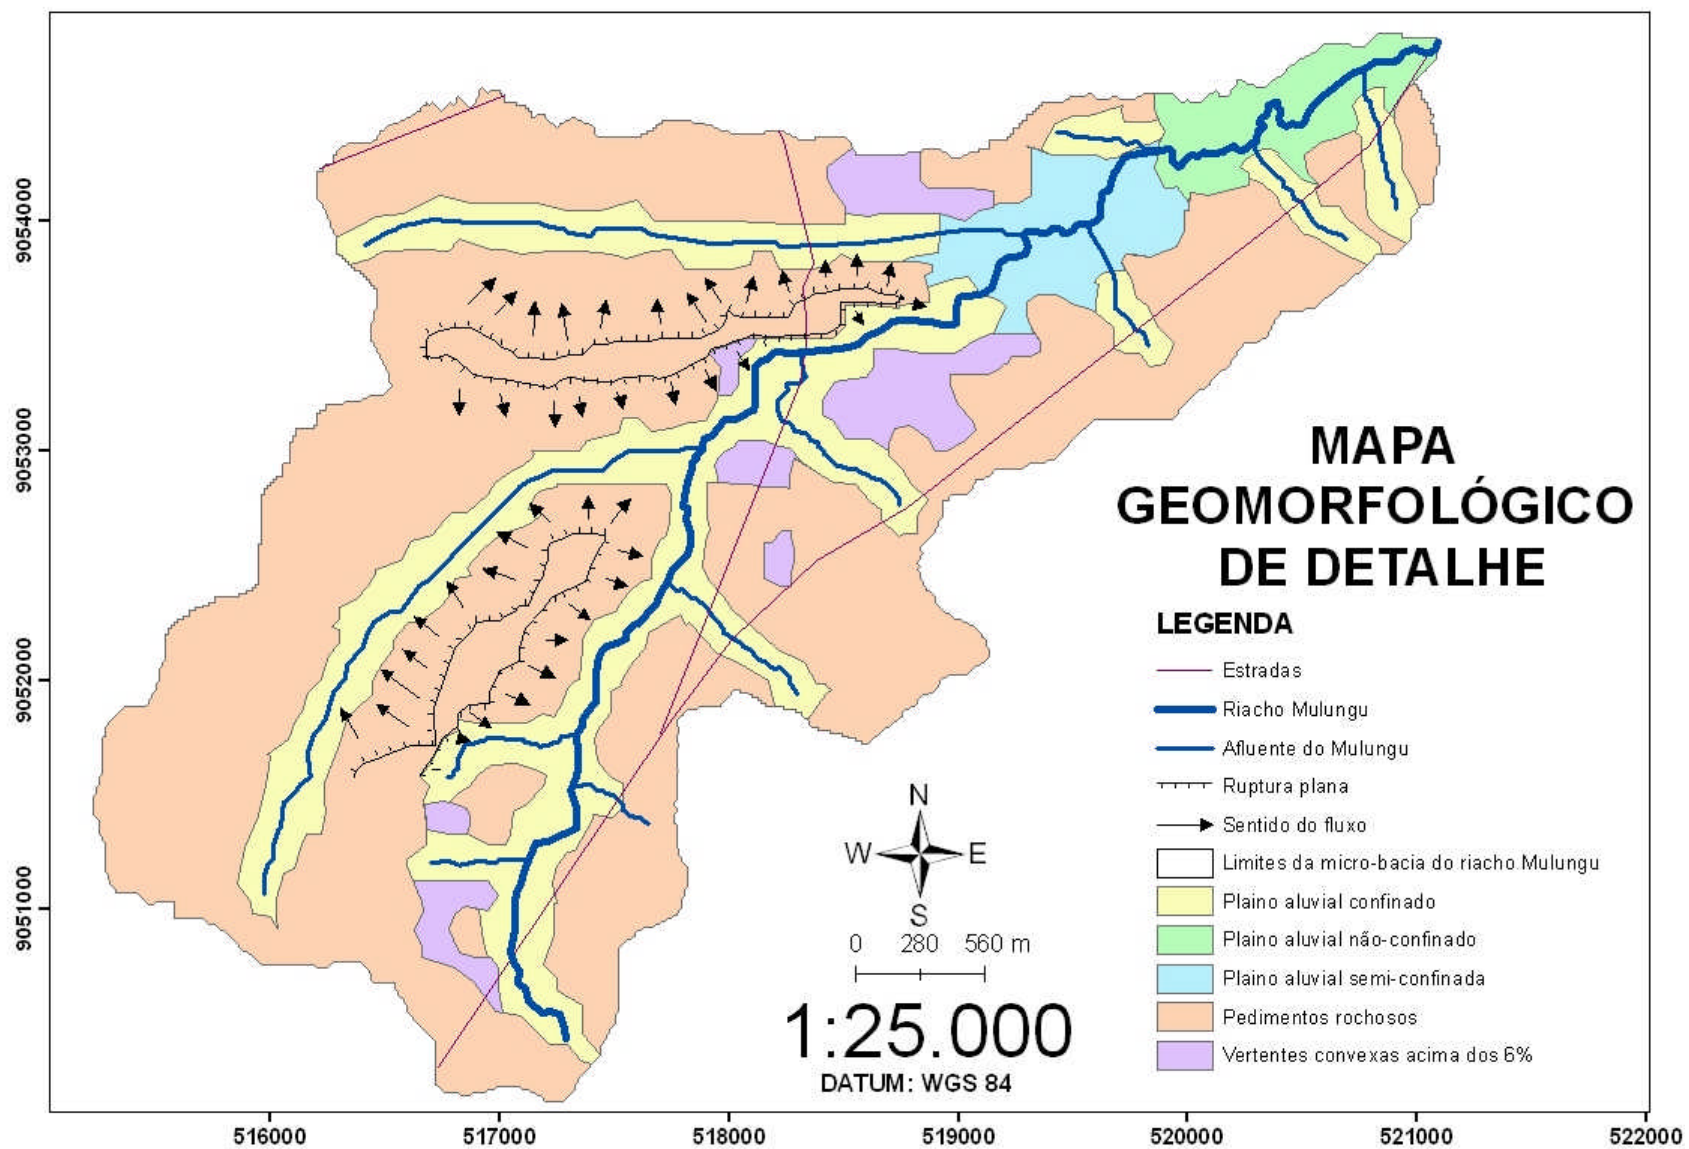 MAPA
GEOMORFOLÓGICO
DE DETALHE
LEGENDA
Estradas
Riacho Mulungu
Afluente do Mulungu
Ruptura plana
Sentido do fluxo
Limites da micro-bacia do riacho Mulungu
Plaino aluvial confinado
Plaino aluvial não-confinado
Plaino aluvial semi-confinada
Pedimentos rochosos
Vertentes convexas acima dos 6%
N
W E
S
0 280 560 m
1:25.000
DATUM: WGS 84
9054000
9053000
9052000
9051000
516000 517000 518000 519000 520000 521000 522000